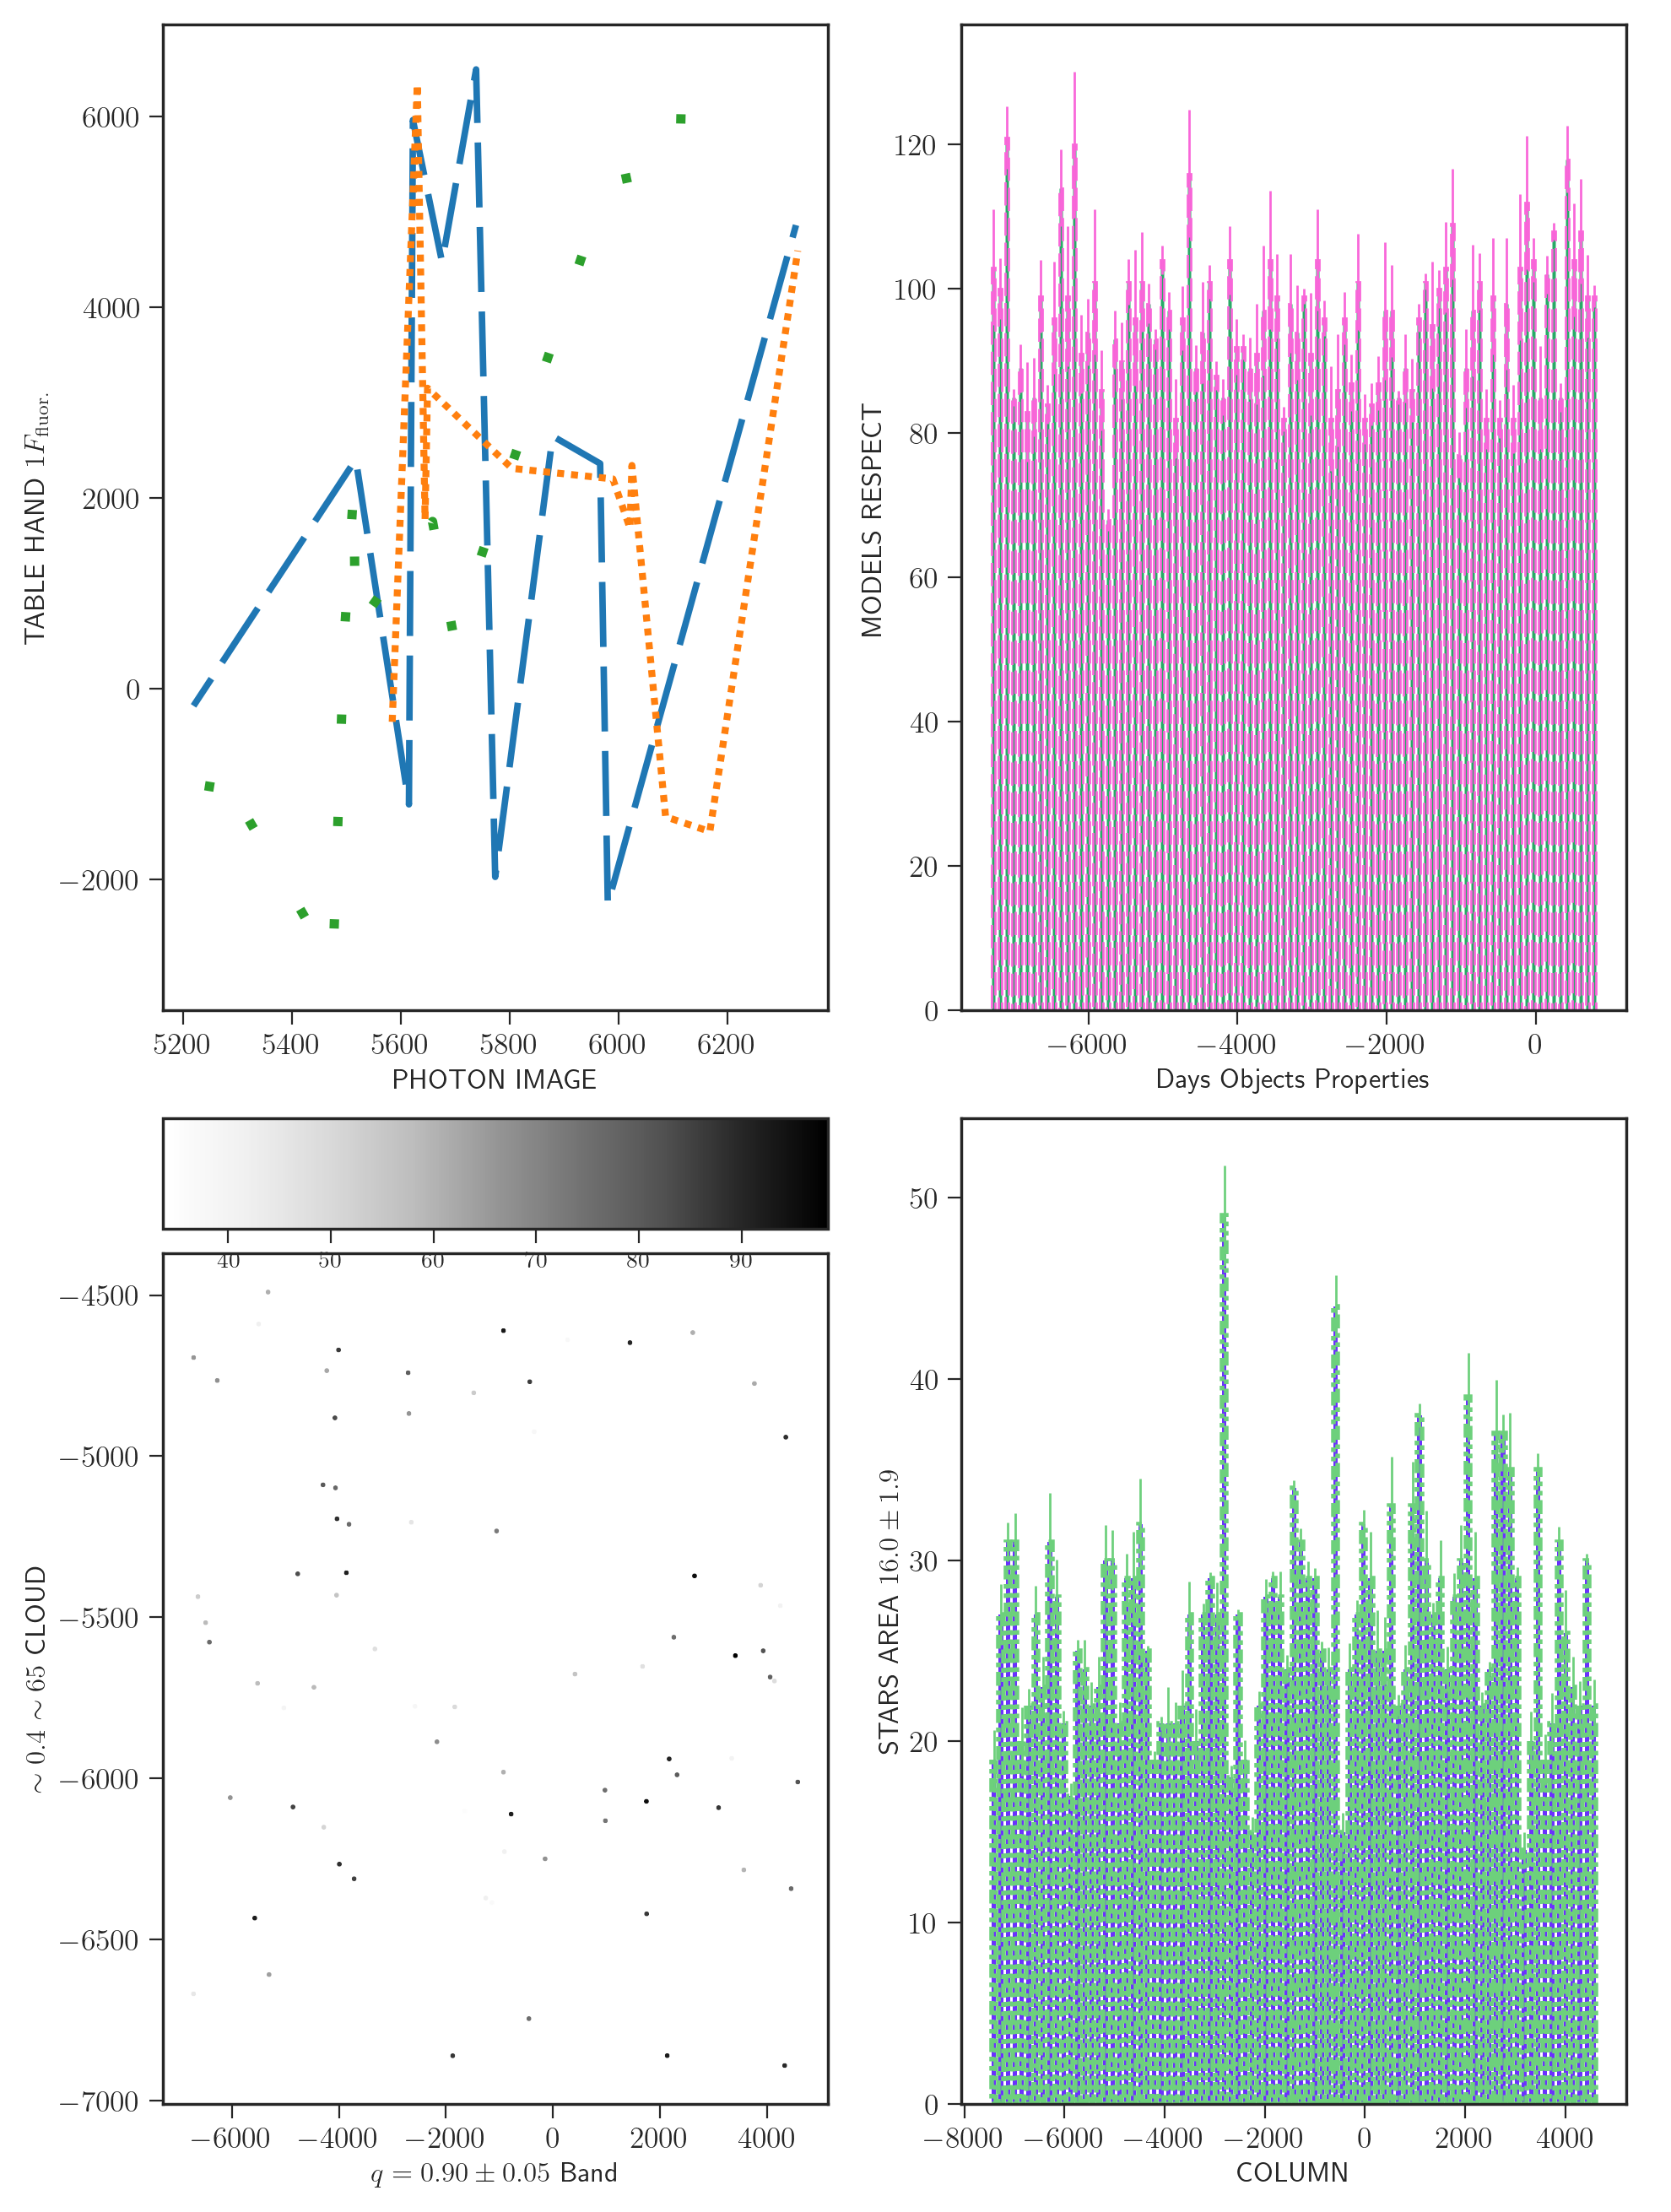 6000
4000
2000
0
−2000
TABLE HAND 1F_fluor.
5200 5400 5600 5800 6000 6200
PHOTON IMAGE
120
100
80
60
40
20
0
MODELS RESPECT
−6000 −4000 −2000 0
Days Objects Properties
40 50 60 70 80 90
−4500
−5000
−5500
−6000
−6500
−7000
∼ 0.4 ∼ 65 CLOUD
−6000 −4000 −2000 0 2000 4000
q = 0.90 ± 0.05 Band
50
40
30
20
10
0
STARS AREA 16.0 ± 1.9
−8000 −6000 −4000 −2000 0 2000 4000
COLUMN